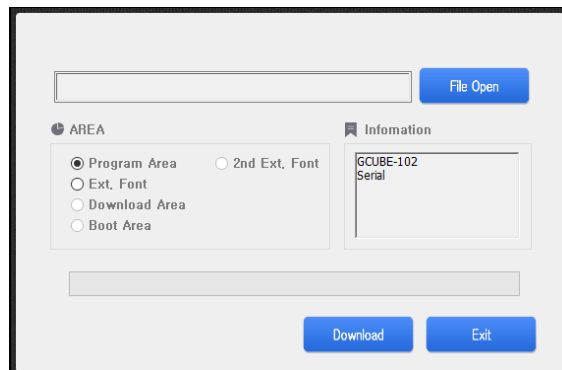 File Open
AREA
Infomation
Program Area
2nd Ext. Font
Ext. Font
Download Area
Boot Area
GCUBE-102
Serial
Download
Exit